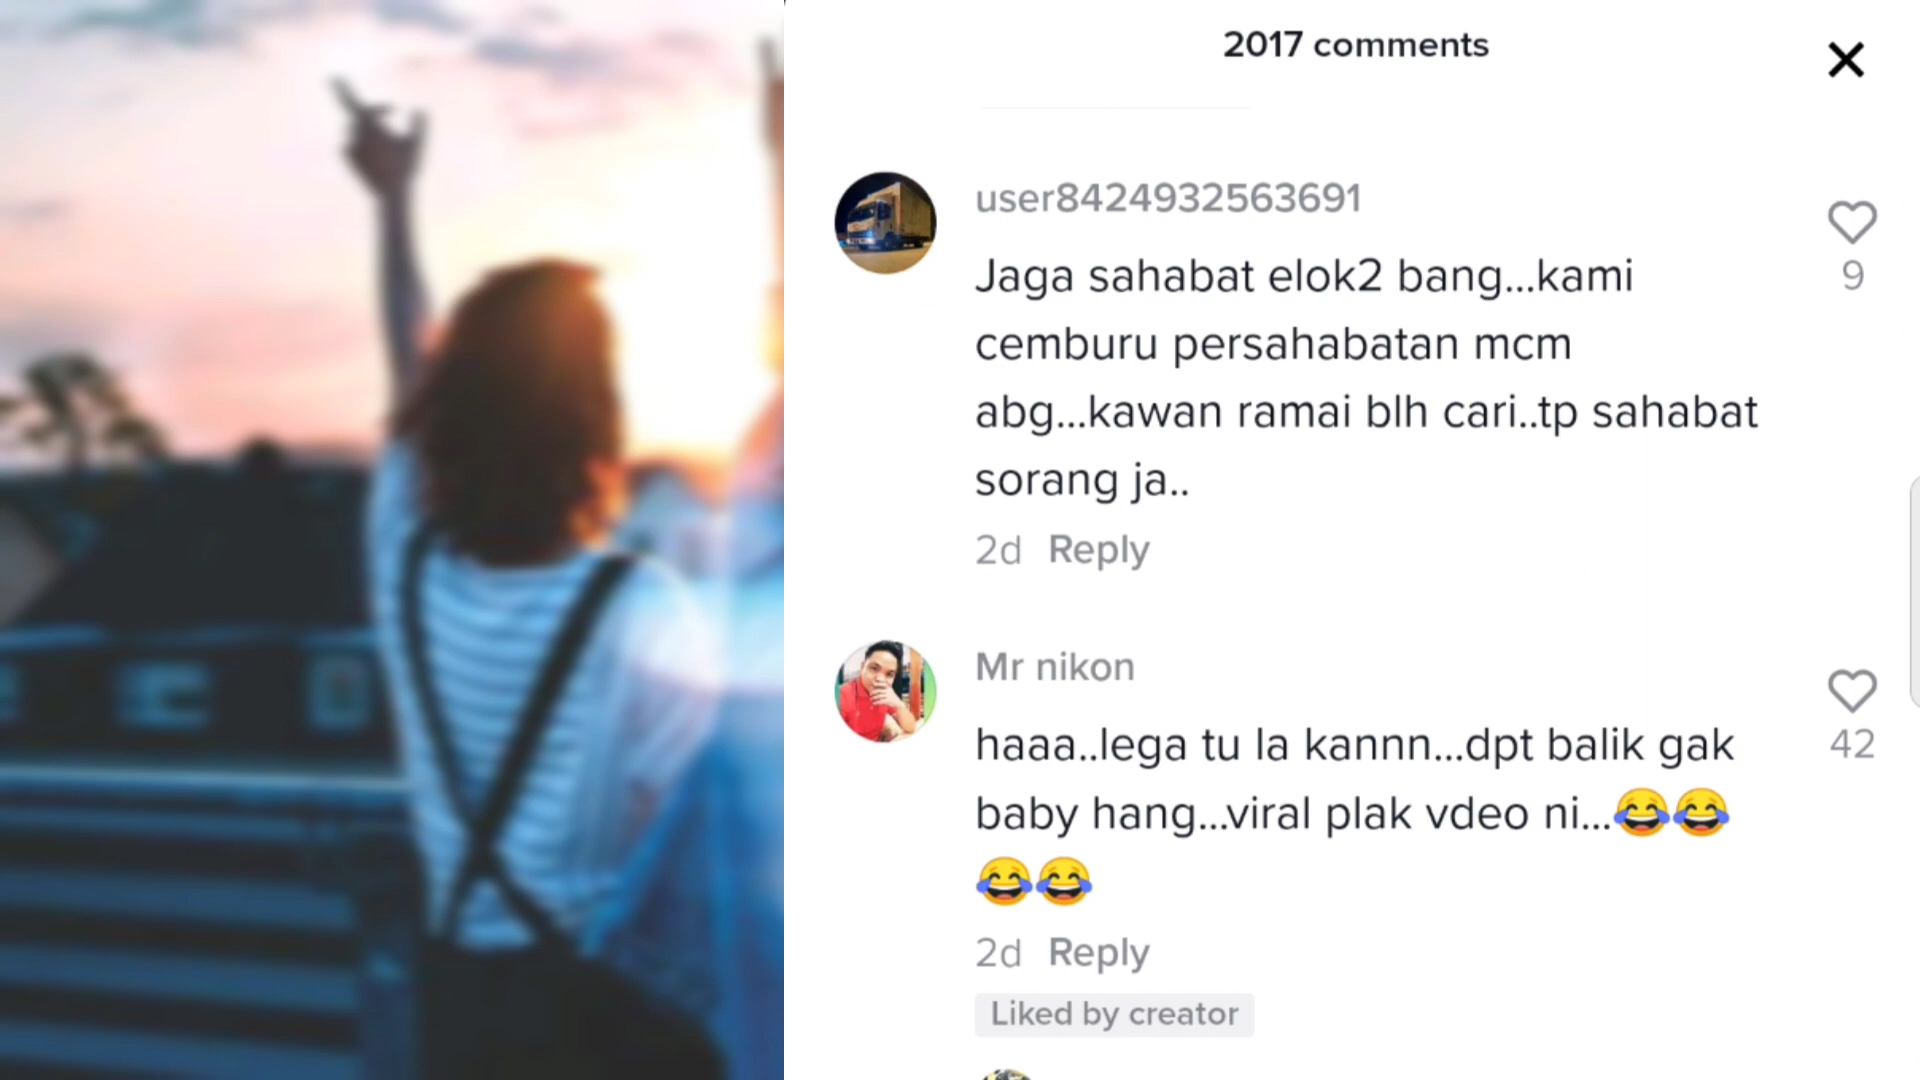 2017 comments
user8424932563691
Jaga sahabat elok2 bang...kami
cemburu persahabatan mcm
abg...kawan ramai blh cari..tp sahabat
sorang ja..
9
2d Reply
Mr nikon
haaa..lega tu la kannn...dpt balik gak
baby hang...viral plak vdeo ni...😂😂
😂😂
42
2d Reply
Liked by creator